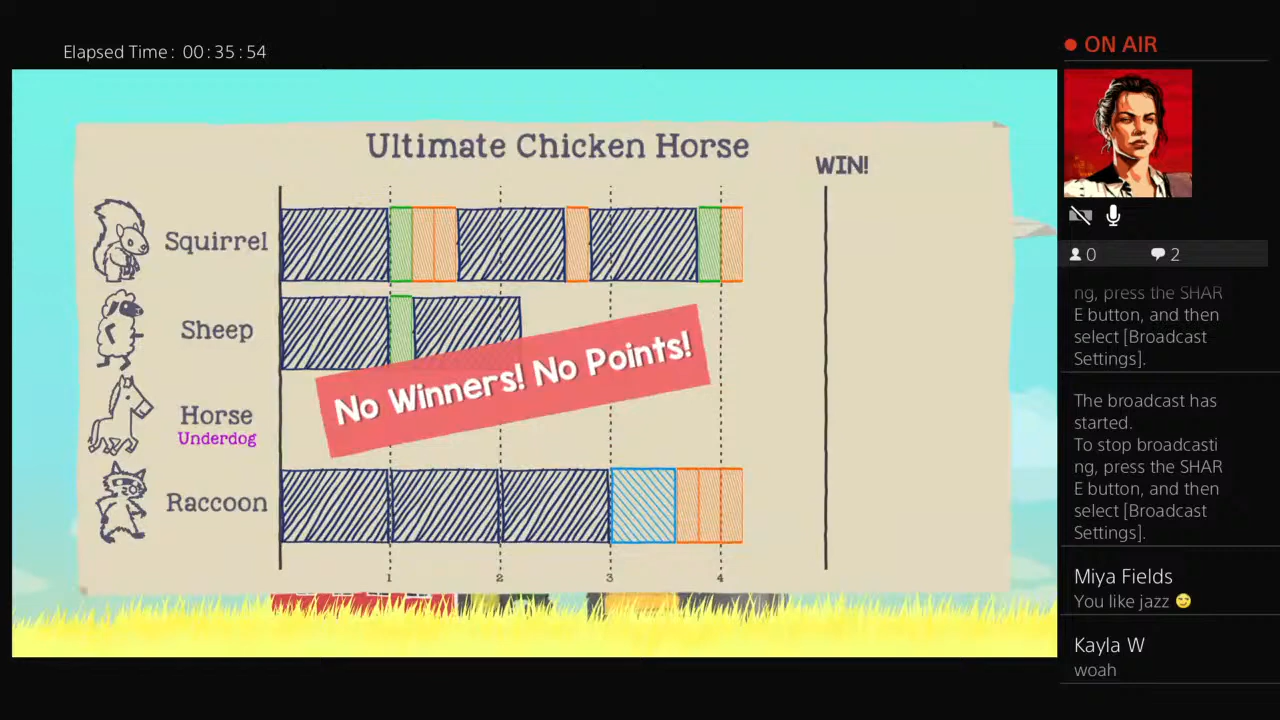 Elapsed Time: 00:35:54
ON AIR
Ultimate Chicken Horse
WIN!
Squirrel
Sheep
No Winners! No Points!
Horse
Underdog
Raccoon
1
2
3
4
0
2
ng, press the SHAR
E button, and then
select [Broadcast
Settings].
The broadcast has
started.
To stop broadcasti
ng, press the SHAR
E button, and then
select [Broadcast
Settings].
Miya Fields
You like jazz 😏
Kayla W
woah